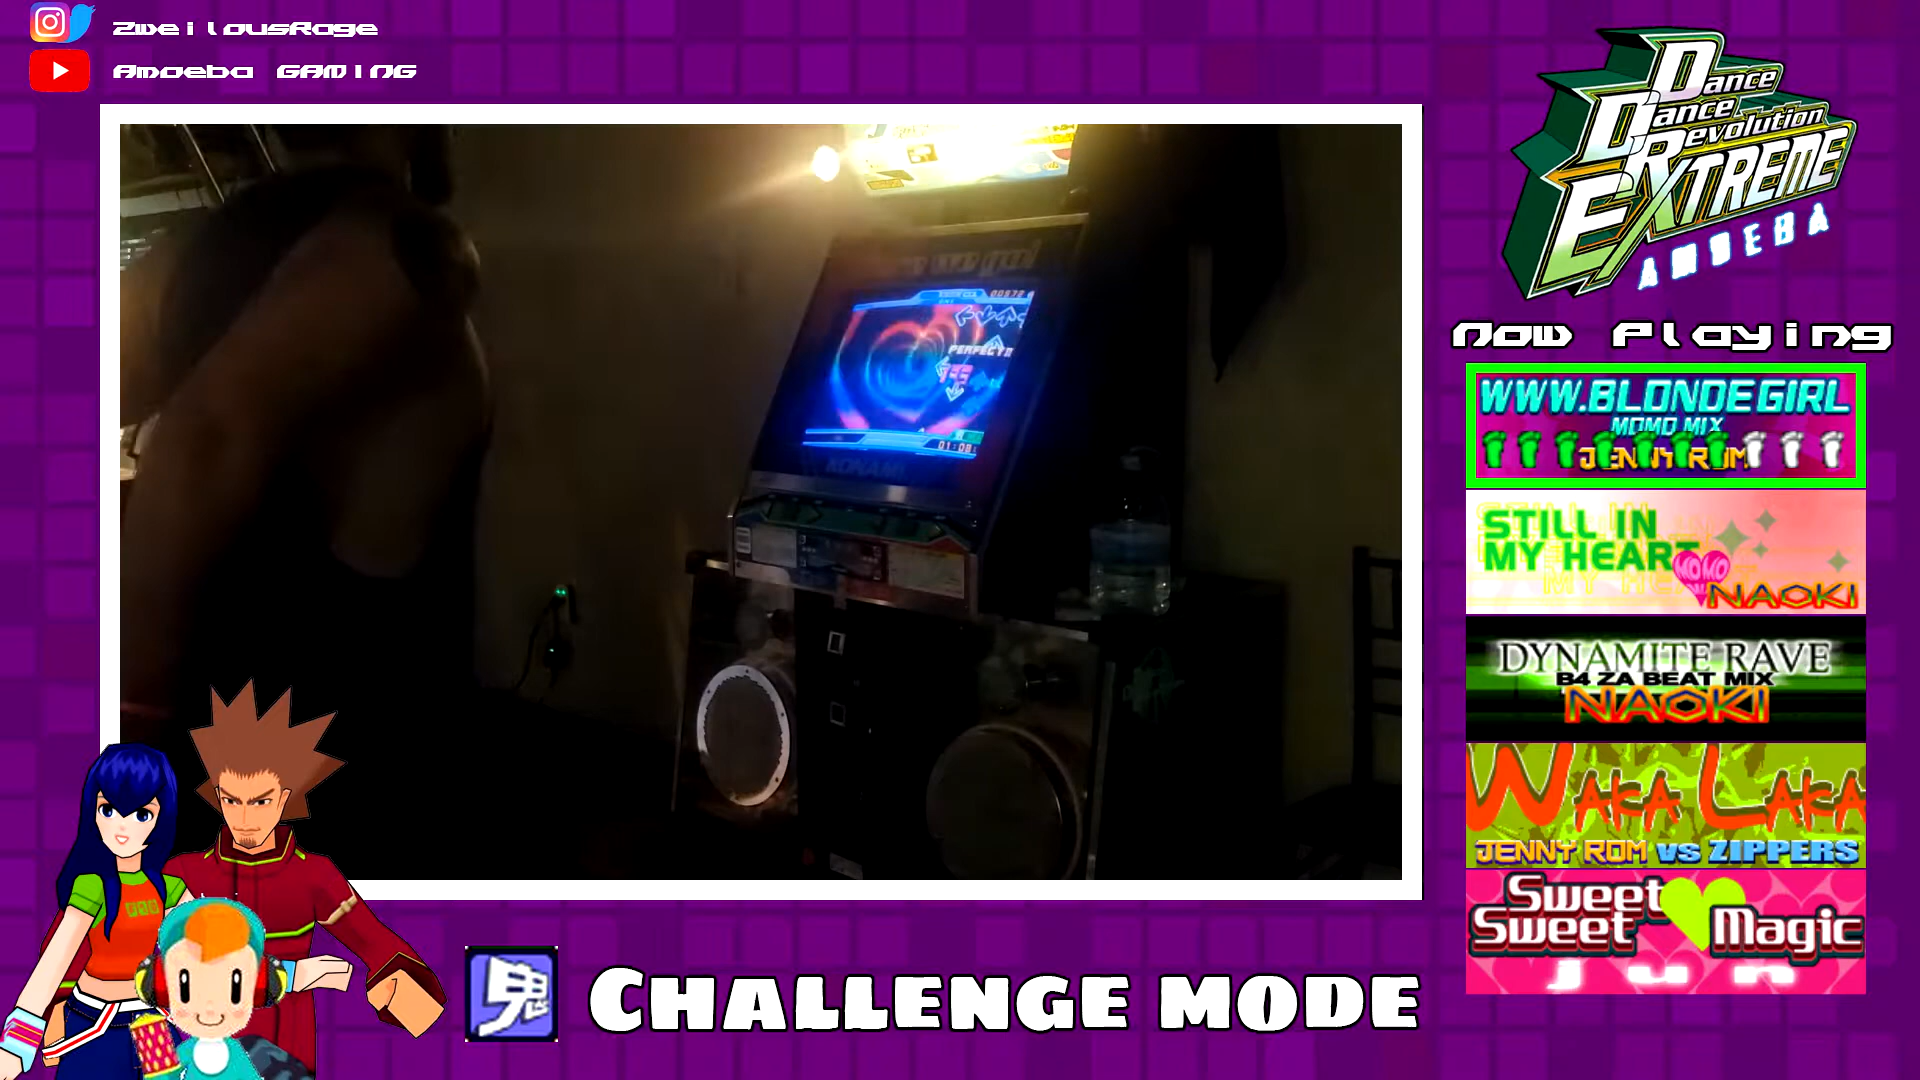 ZweilousRage
Amoeba GAMING
Dance
Dance
Revolution
EXTREME
AMOEBA
Now Playing
WWW.BLONDEGIRL
MOMO MIX
JENNY ROM
STILL IN
MY HEART
MOMO
NAOKI
DYNAMITE RAVE
B4 ZA BEAT MIX
NAOKI
WAKA LAKA
JENNY ROM vs ZIPPERS
Sweet
Sweet Magic
jun
PERFECT!!
01:08
KONAMI
鬼
CHALLENGE MODE